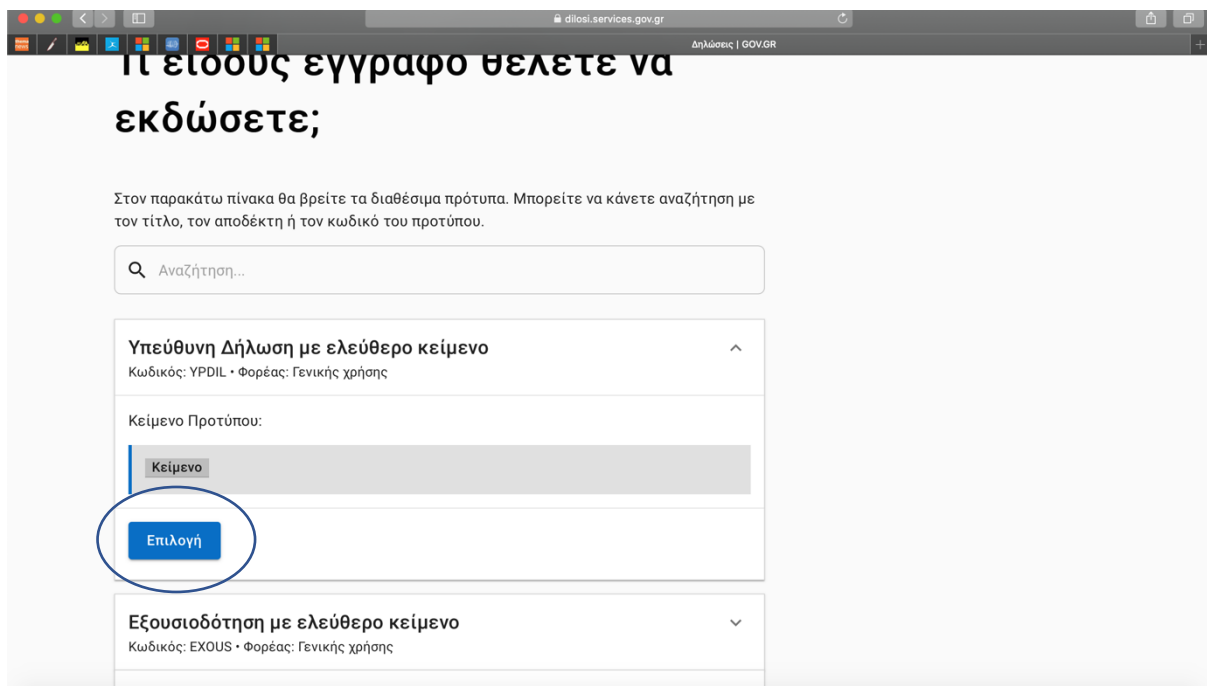 dilosi.services.gov.gr
Δηλώσεις | GOV.GR
Τι είδους έγγραφο θέλετε να
εκδώσετε;
Στον παρακάτω πίνακα θα βρείτε τα διαθέσιμα πρότυπα. Μπορείτε να κάνετε αναζήτηση με
τον τίτλο, τον αποδέκτη ή τον κωδικό του προτύπου.
Αναζήτηση...
Υπεύθυνη Δήλωση με ελεύθερο κείμενο
Κωδικός: YPDIL • Φορέας: Γενικής χρήσης
Κείμενο Προτύπου:
Κείμενο
Επιλογή
Εξουσιοδότηση με ελεύθερο κείμενο
Κωδικός: EXOUS • Φορέας: Γενικής χρήσης